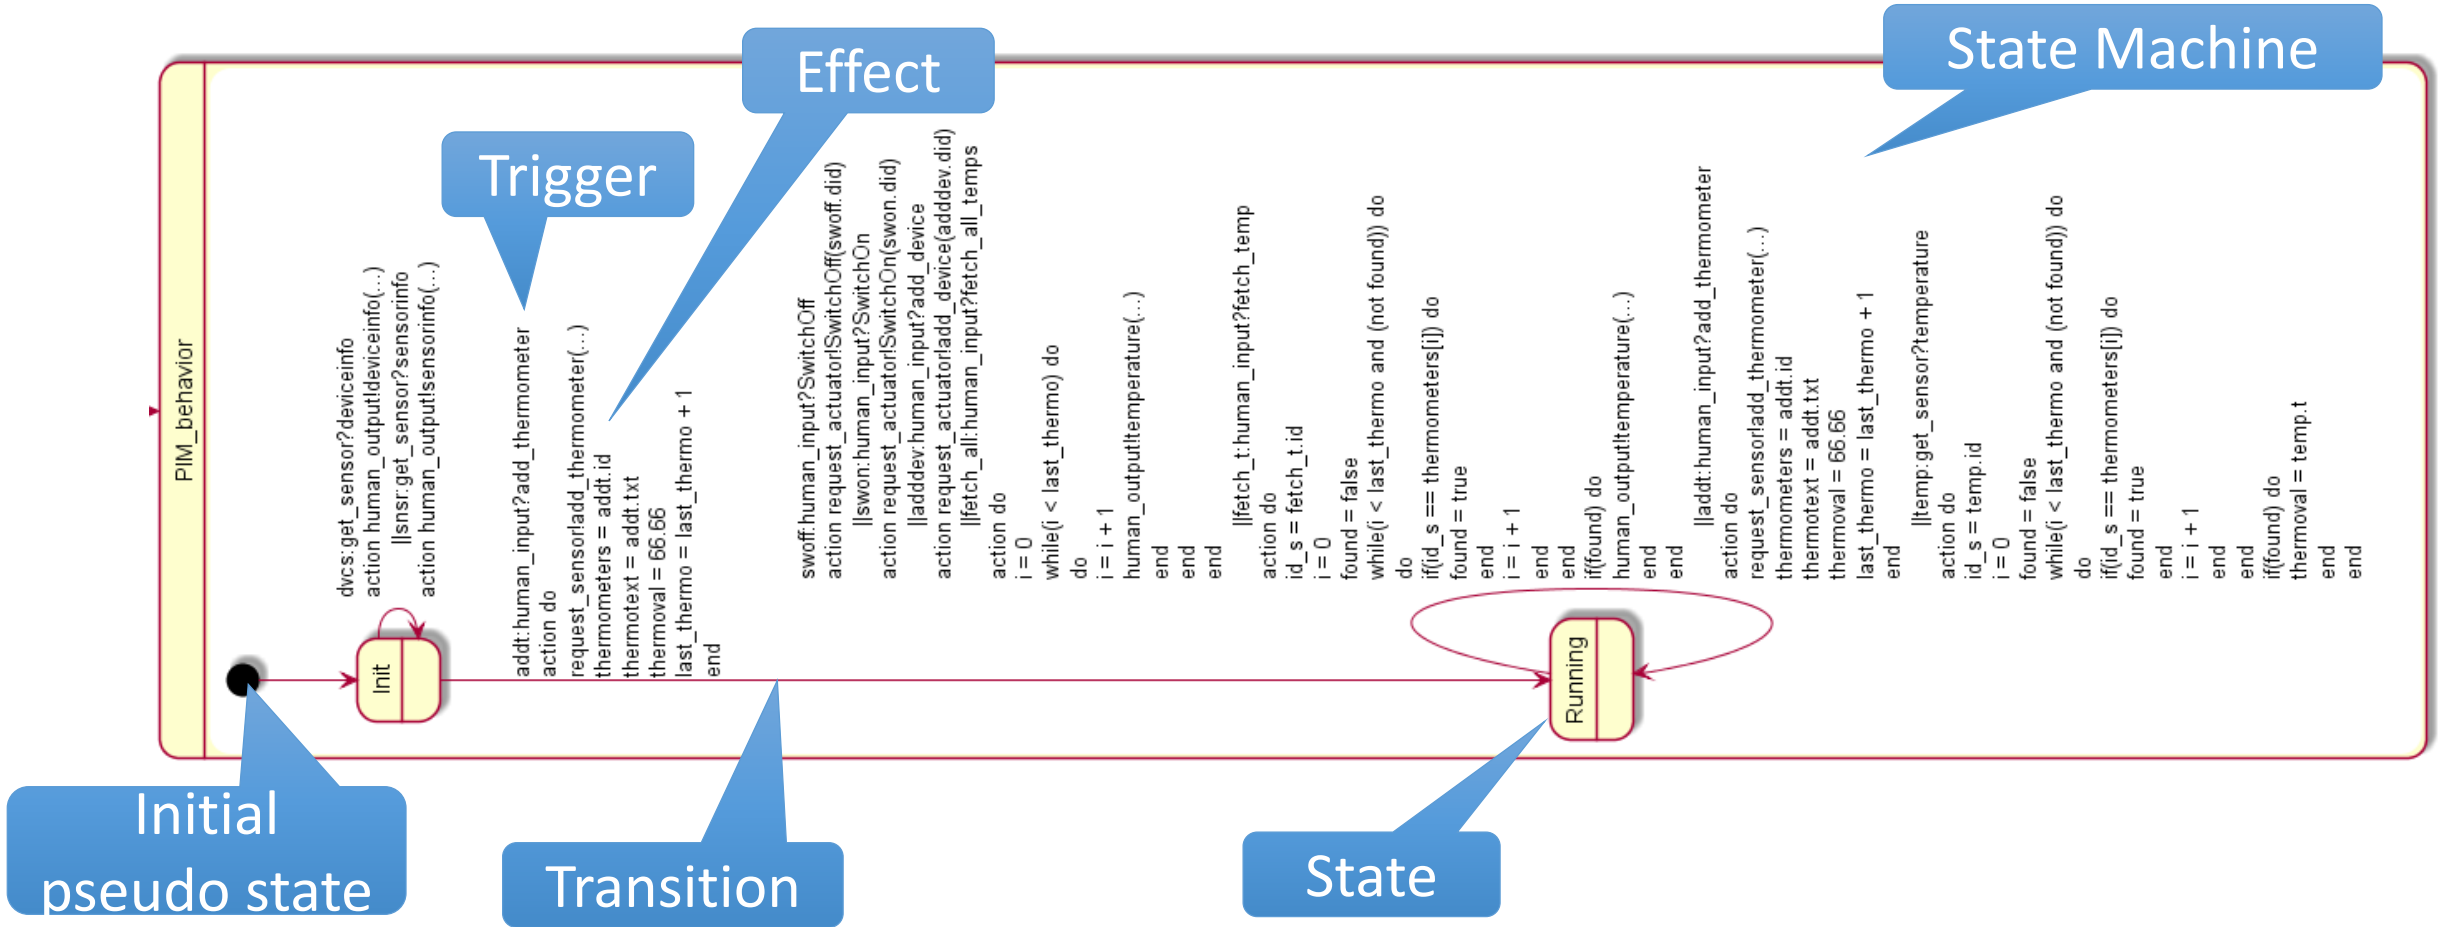 Effect
State Machine
Trigger
PIM_behavior
dvcs:get_sensor?deviceinfo
action human_output!deviceinfo(...)
||snsr:get_sensor?sensorinfo
action human_output!sensorinfo(...)
addt:human_input?add_thermometer
action do
request_sensor!add_thermometer(...)
thermometers = addt.id
thermotext = addt.txt
thermoval = 66.66
last_thermo = last_thermo + 1
end
swoff:human_input?SwitchOff
action request_actuator!SwitchOff(swoff.did)
||swon:human_input?SwitchOn
action request_actuator!SwitchOn(swon.did)
||adddev:human_input?add_device
action request_actuator!add_device(adddev.did)
||fetch_all:human_input?fetch_all_temps
action do
i = 0
while(i < last_thermo) do
do
i = i + 1
human_output!temperature(...)
end
end
end
||fetch_t:human_input?fetch_temp
action do
id_s = fetch_t.id
i = 0
found = false
while(i < last_thermo and (not found)) do
do
if(id_s == thermometers[i]) do
found = true
end
i = i + 1
end
end
if(found) do
human_output!temperature(...)
end
end
||addt:human_input?add_thermometer
action do
request_sensor!add_thermometer(...)
thermometers = addt.id
thermotext = addt.txt
thermoval = 66.66
last_thermo = last_thermo + 1
end
||temp:get_sensor?temperature
action do
id_s = temp.id
i = 0
found = false
while(i < last_thermo and (not found)) do
do
if(id_s == thermometers[i]) do
found = true
end
i = i + 1
end
end
if(found) do
thermoval = temp.t
end
end
Init
Running
Initial
pseudo state
Transition
State